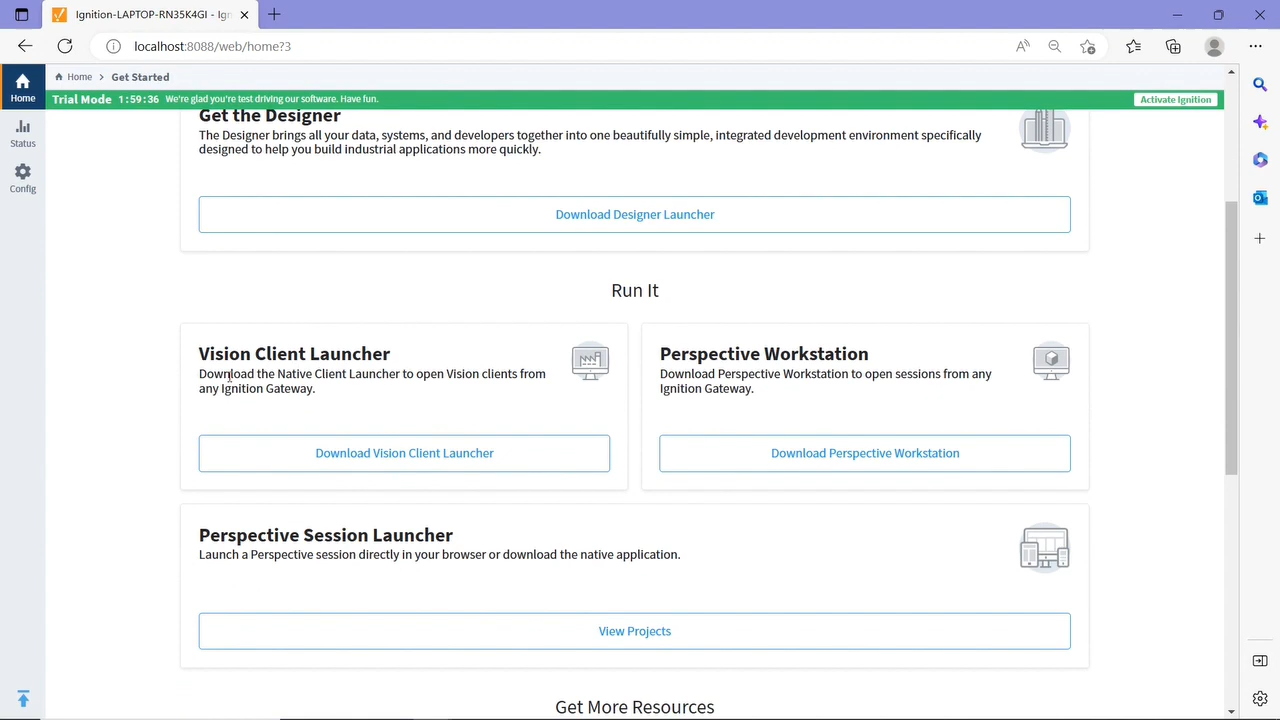 Ignition-LAPTOP-RN35K4GI - Ign
localhost:8088/web/home?3
Home > Get Started
Home
Trial Mode 1:59:36 We're glad you're test driving our software. Have fun.
Activate Ignition
Status
Config
Get the Designer
The Designer brings all your data, systems, and developers together into one beautifully simple, integrated development environment specifically
designed to help you build industrial applications more quickly.
Download Designer Launcher
Run It
Vision Client Launcher
Download the Native Client Launcher to open Vision clients from
any Ignition Gateway.
Download Vision Client Launcher
Perspective Workstation
Download Perspective Workstation to open sessions from any
Ignition Gateway.
Download Perspective Workstation
Perspective Session Launcher
Launch a Perspective session directly in your browser or download the native application.
View Projects
Get More Resources